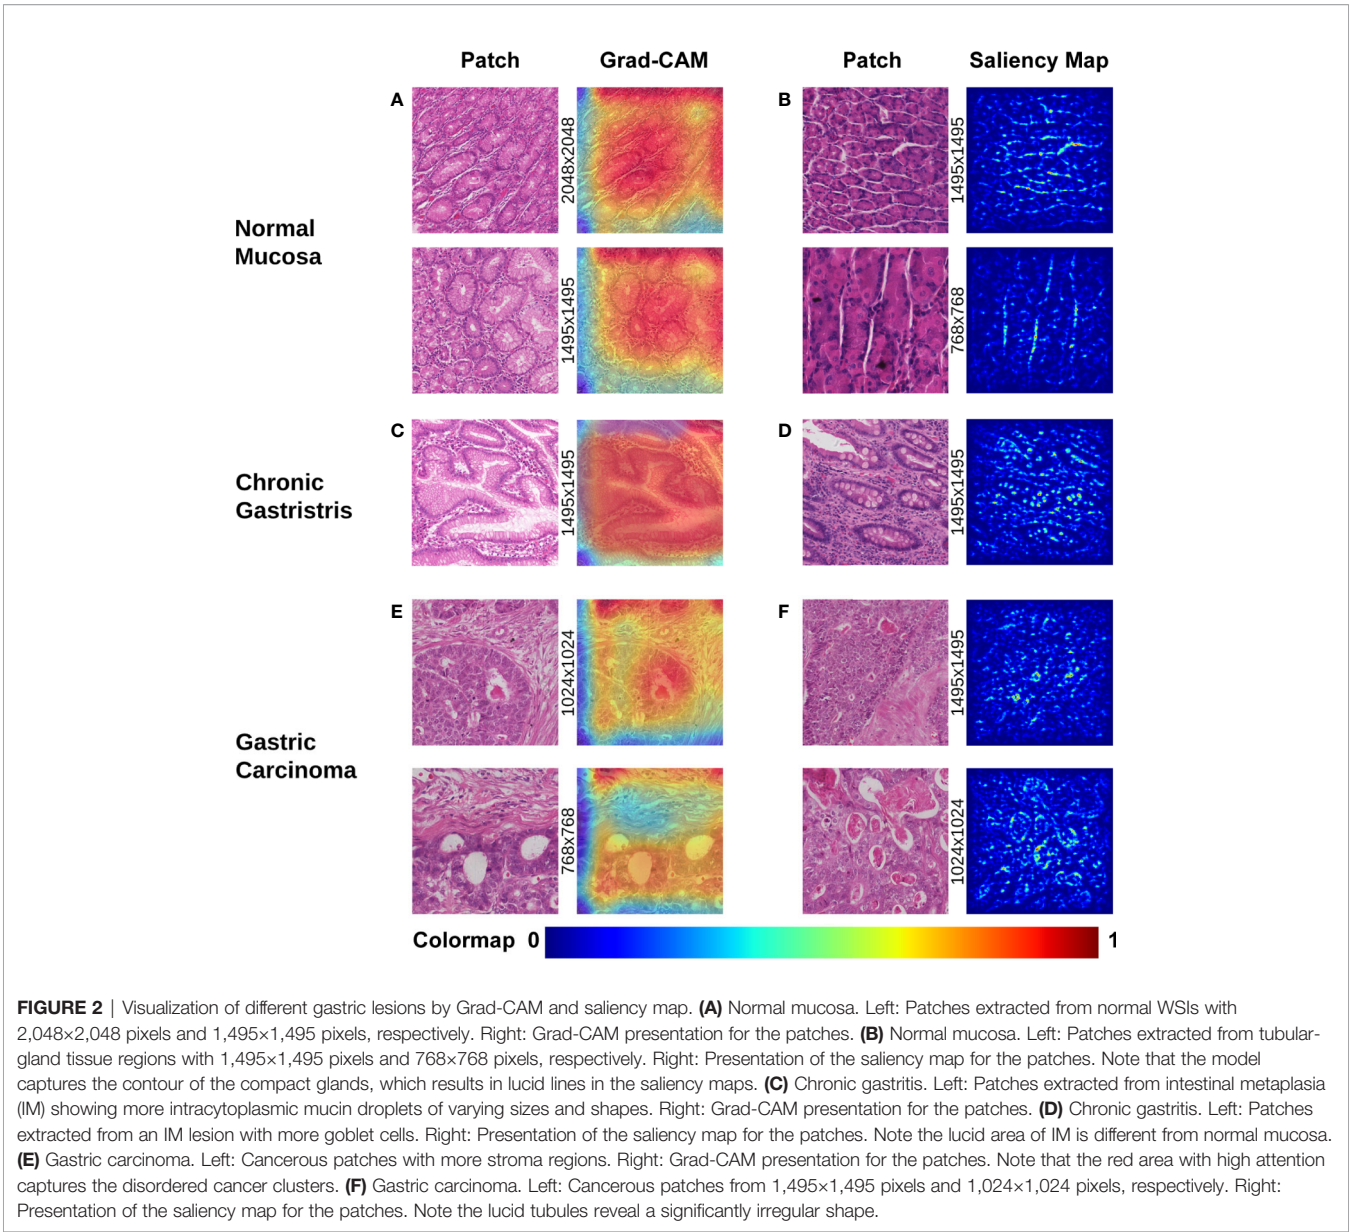 Patch Grad-CAM Patch Saliency Map
A 2048x2048 B 1495x1495
Normal
Mucosa
1495x1495 768x768
C 1495x1495 D 1495x1495
Chronic
Gastristris
E 1024x1024 F 1495x1495
Gastric
Carcinoma
768x768 1024x1024
Colormap 0 1
FIGURE 2 | Visualization of different gastric lesions by Grad-CAM and saliency map. (A) Normal mucosa. Left: Patches extracted from normal WSIs with
2,048×2,048 pixels and 1,495×1,495 pixels, respectively. Right: Grad-CAM presentation for the patches. (B) Normal mucosa. Left: Patches extracted from tubular-
gland tissue regions with 1,495×1,495 pixels and 768×768 pixels, respectively. Right: Presentation of the saliency map for the patches. Note that the model
captures the contour of the compact glands, which results in lucid lines in the saliency maps. (C) Chronic gastritis. Left: Patches extracted from intestinal metaplasia
(IM) showing more intracytoplasmic mucin droplets of varying sizes and shapes. Right: Grad-CAM presentation for the patches. (D) Chronic gastritis. Left: Patches
extracted from an IM lesion with more goblet cells. Right: Presentation of the saliency map for the patches. Note the lucid area of IM is different from normal mucosa.
(E) Gastric carcinoma. Left: Cancerous patches with more stroma regions. Right: Grad-CAM presentation for the patches. Note that the red area with high attention
captures the disordered cancer clusters. (F) Gastric carcinoma. Left: Cancerous patches from 1,495×1,495 pixels and 1,024×1,024 pixels, respectively. Right:
Presentation of the saliency map for the patches. Note the lucid tubules reveal a significantly irregular shape.